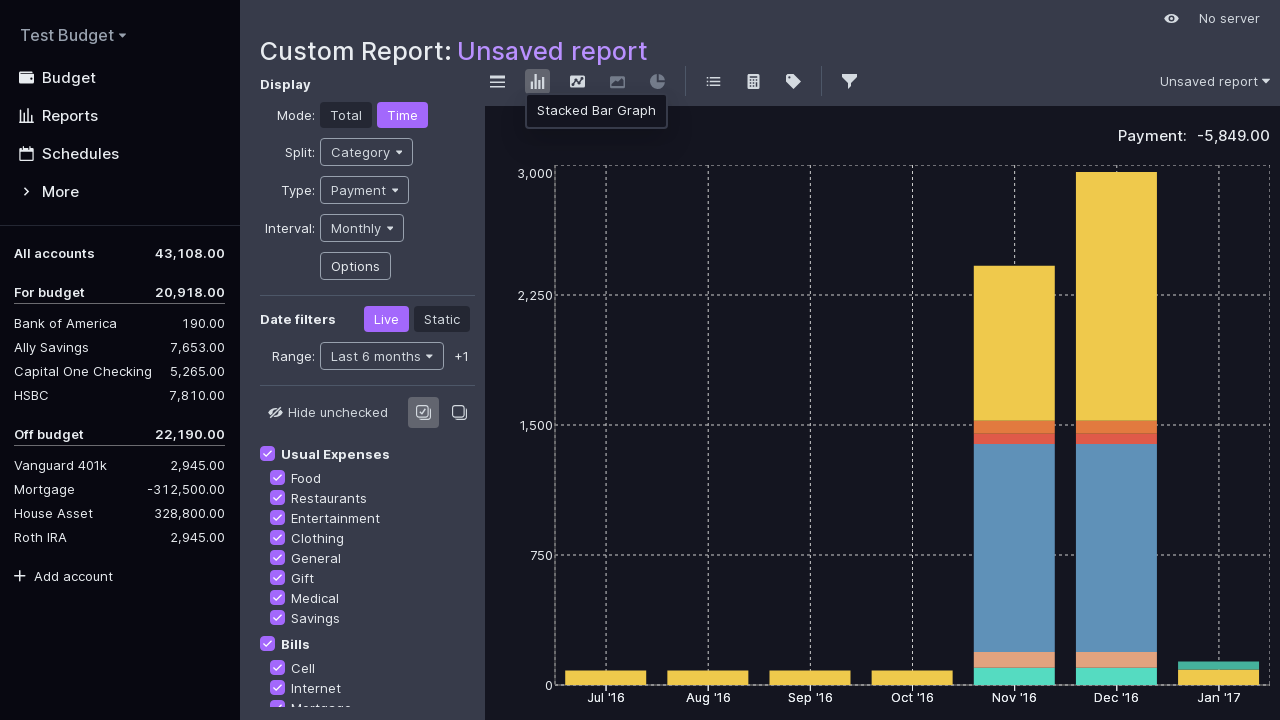 Test Budget
Budget
Reports
Schedules
More
All accounts 43,108.00
For budget 20,918.00
Bank of America 190.00
Ally Savings 7,653.00
Capital One Checking 5,265.00
HSBC 7,810.00
Off budget 22,190.00
Vanguard 401k 2,945.00
Mortgage -312,500.00
House Asset 328,800.00
Roth IRA 2,945.00
Add account
No server
Custom Report: Unsaved report
Display
Mode: Total Time
Split: Category
Type: Payment
Interval: Monthly
Options
Date filters Live Static
Range: Last 6 months +1
Hide unchecked
Usual Expenses
Food
Restaurants
Entertainment
Clothing
General
Gift
Medical
Savings
Bills
Cell
Internet
Mortgage
Unsaved report
Stacked Bar Graph
Payment: -5,849.00
3,000
2,250
1,500
750
0
Jul '16 Aug '16 Sep '16 Oct '16 Nov '16 Dec '16 Jan '17